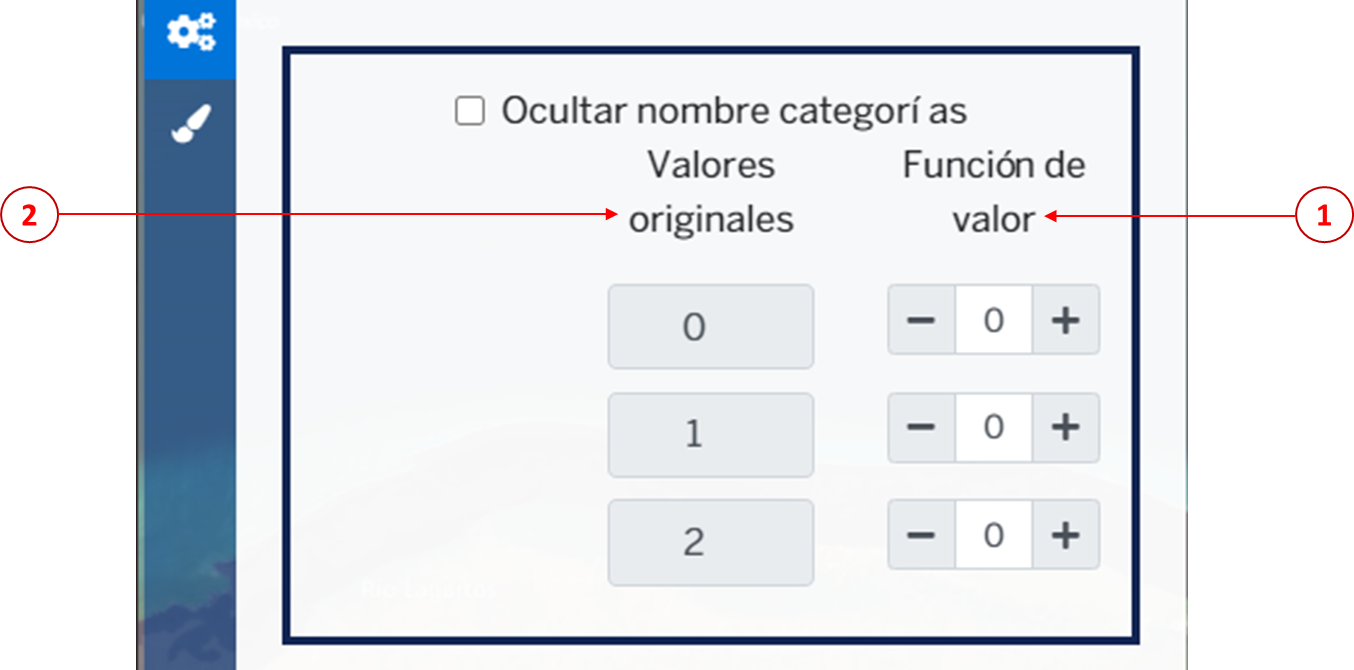 Ocultar nombre categorí as
Valores Función de
originales valor
2 1
0 − 0 +
1 − 0 +
2 − 0 +